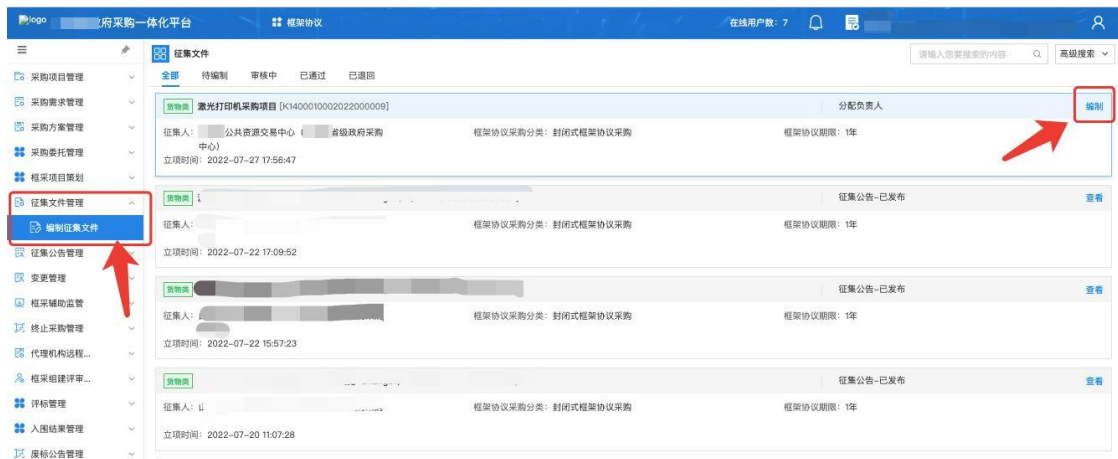 logo 府采购一体化平台 框架协议 在线用户数：7
征集文件 请输入您要搜索的内容 高级搜索
全部 待编制 审核中 已通过 已退回
采购项目管理
采购需求管理
采购方案管理
采购委托管理
框采项目策划
征集文件管理
编制征集文件
征集公告管理
变更管理
框采辅助监管
终止采购管理
代理机构远程...
框采组建评审...
评标管理
入围结果管理
废标公告管理
货物类 激光打印机采购项目 [K1400010002022000009] 分配负责人 编制
征集人： 公共资源交易中心（ 省级政府采购 框架协议采购分类：封闭式框架协议采购 框架协议期限：1年
中心）
立项时间：2022-07-27 17:56:47
货物类 征集公告-已发布 查看
征集人： 框架协议采购分类：封闭式框架协议采购 框架协议期限：1年
立项时间：2022-07-22 17:09:52
货物类 征集公告-已发布 查看
征集人： 框架协议采购分类：封闭式框架协议采购 框架协议期限：1年
立项时间：2022-07-22 15:57:23
货物类 征集公告-已发布 查看
征集人： 框架协议采购分类：封闭式框架协议采购 框架协议期限：1年
立项时间：2022-07-20 11:07:28